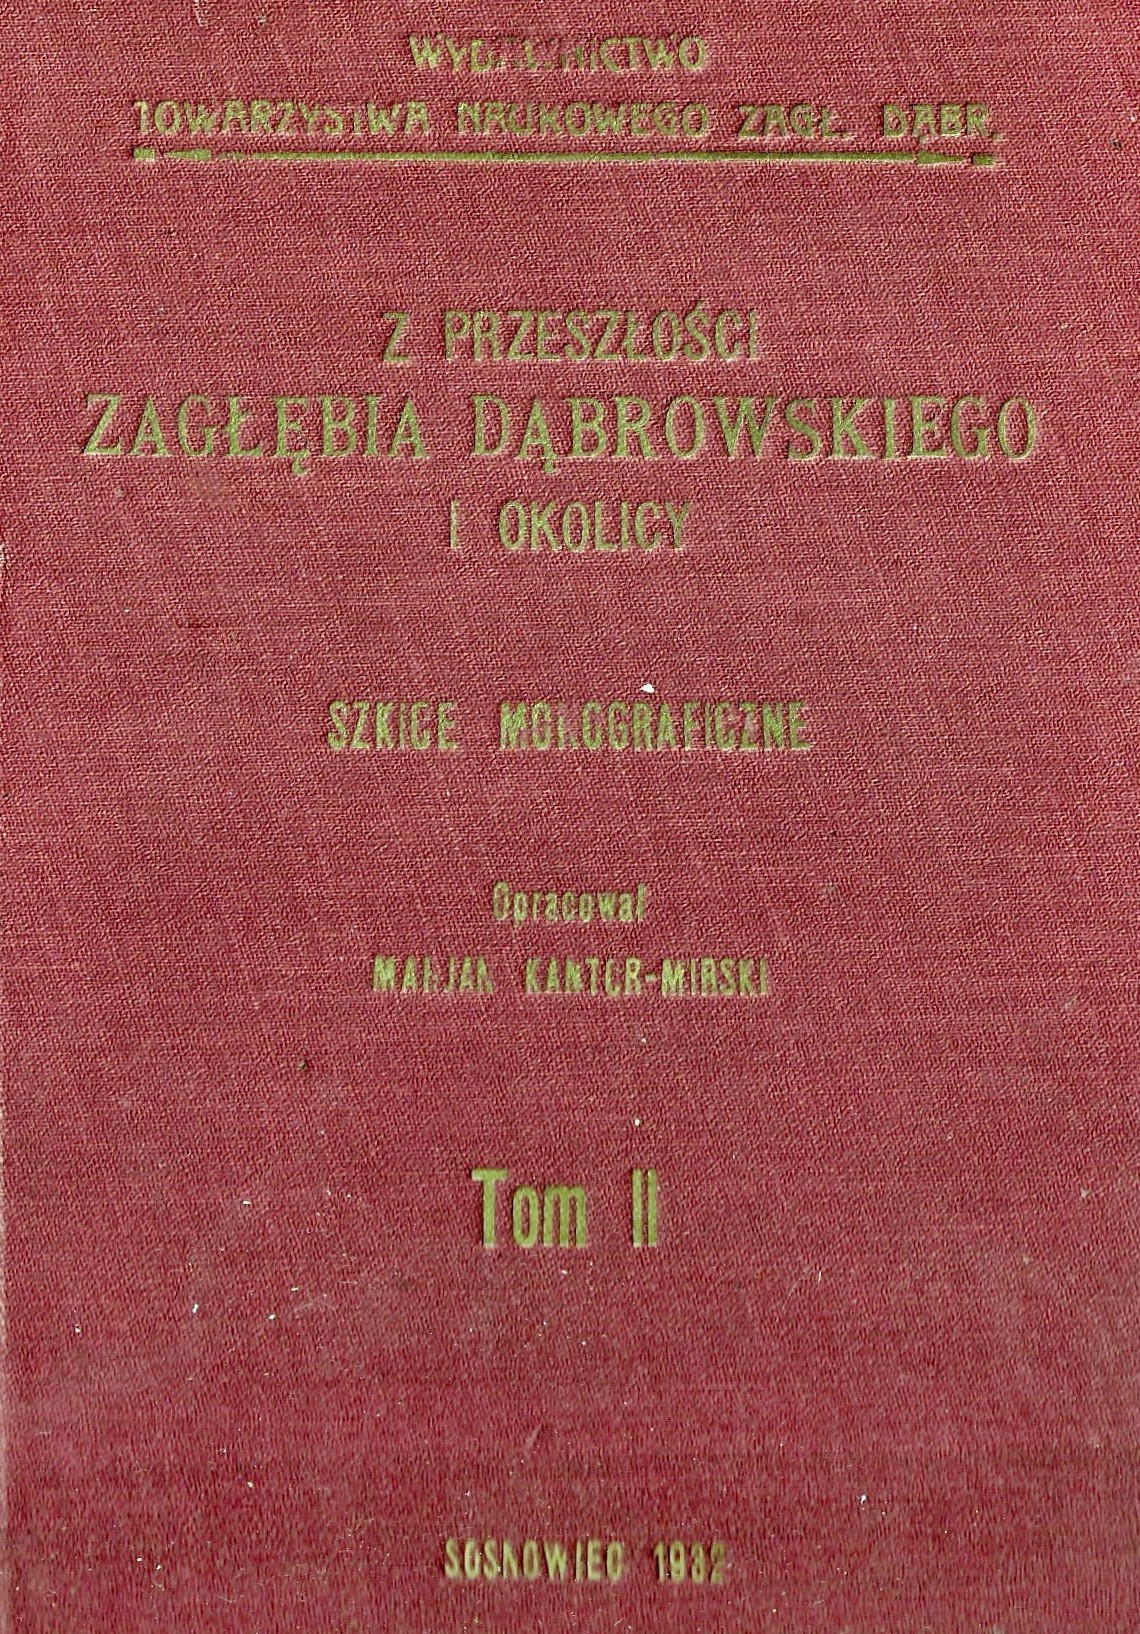 WYDAWNICTWO
TOWARZYSTWA NAUKOWEGO ZAGŁ. DĄBR.
Z PRZESZŁOŚCI
ZAGŁĘBIA DĄBROWSKIEGO
I OKOLICY
SZKICE MONOGRAFICZNE
Opracował
MARJAN KANTOR-MIRSKI
Tom II
SOSNOWIEC 1932